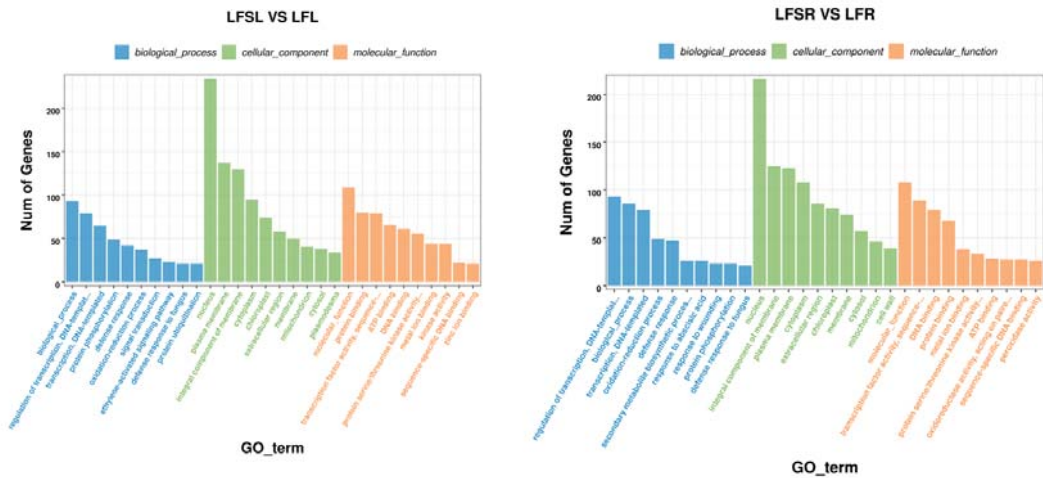 LFSL VS LFL
biological_process cellular_component molecular_function
Num of Genes
200
150
100
50
0
biological_process
regulation of transcription, DNA-templat...
transcription, DNA-templated
protein phosphorylation
defense response
oxidation-reduction process
signal transduction
ethylene-activated signaling pathway
defense response to fungus
protein ubiquitination
nucleus
plasma membrane
integral component of membrane
cytoplasm
chloroplast
extracellular region
membrane
mitochondrion
cytosol
plasmodesma
molecular_function
protein binding
transcription factor activity, sequence-...
ATP binding
DNA binding
protein serine/threonine kinase activity
metal ion binding
kinase activity
sequence-specific DNA binding
zinc ion binding
GO_term
LFSR VS LFR
biological_process cellular_component molecular_function
Num of Genes
200
150
100
50
0
regulation of transcription, DNA-templat...
biological_process
transcription, DNA-templated
oxidation-reduction process
defense response
secondary metabolite biosynthetic proces...
response to abscisic acid
response to wounding
protein phosphorylation
defense response to fungus
nucleus
integral component of membrane
plasma membrane
cytoplasm
extracellular region
chloroplast
membrane
cytosol
mitochondrion
cell wall
molecular_function
transcription factor activity, sequence-...
DNA binding
protein binding
metal ion binding
protein serine/threonine kinase activity
ATP binding
oxidoreductase activity, acting on paire...
sequence-specific DNA binding
peroxidase activity
GO_term